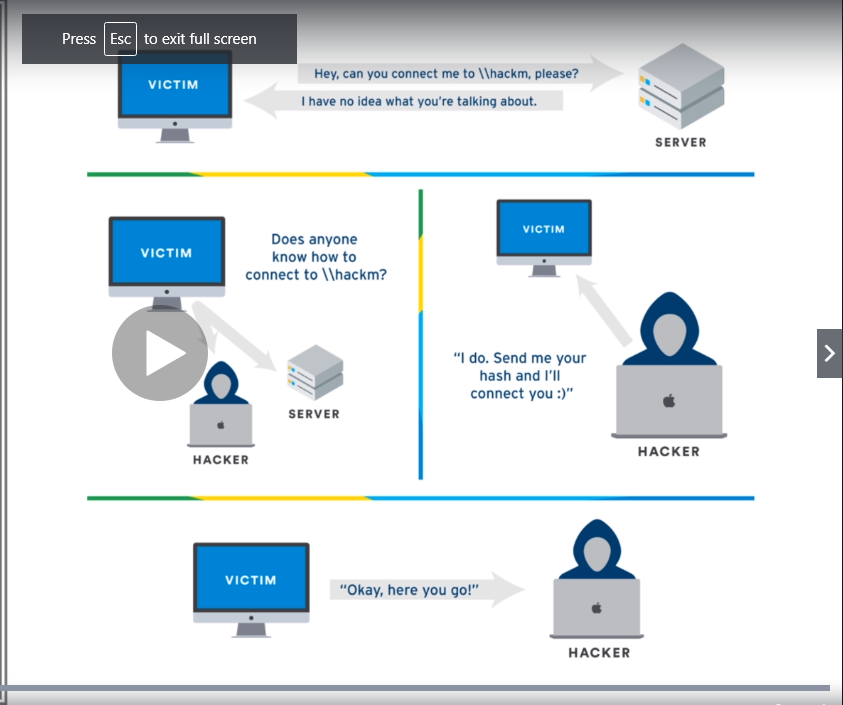 Press Esc to exit full screen
VICTIM
Hey, can you connect me to \\hackm, please?
I have no idea what you're talking about.
SERVER
VICTIM
Does anyone
know how to
connect to \\hackm?
SERVER
HACKER
VICTIM
“I do. Send me your
hash and I'll
connect you :)”
HACKER
VICTIM
“Okay, here you go!”
HACKER